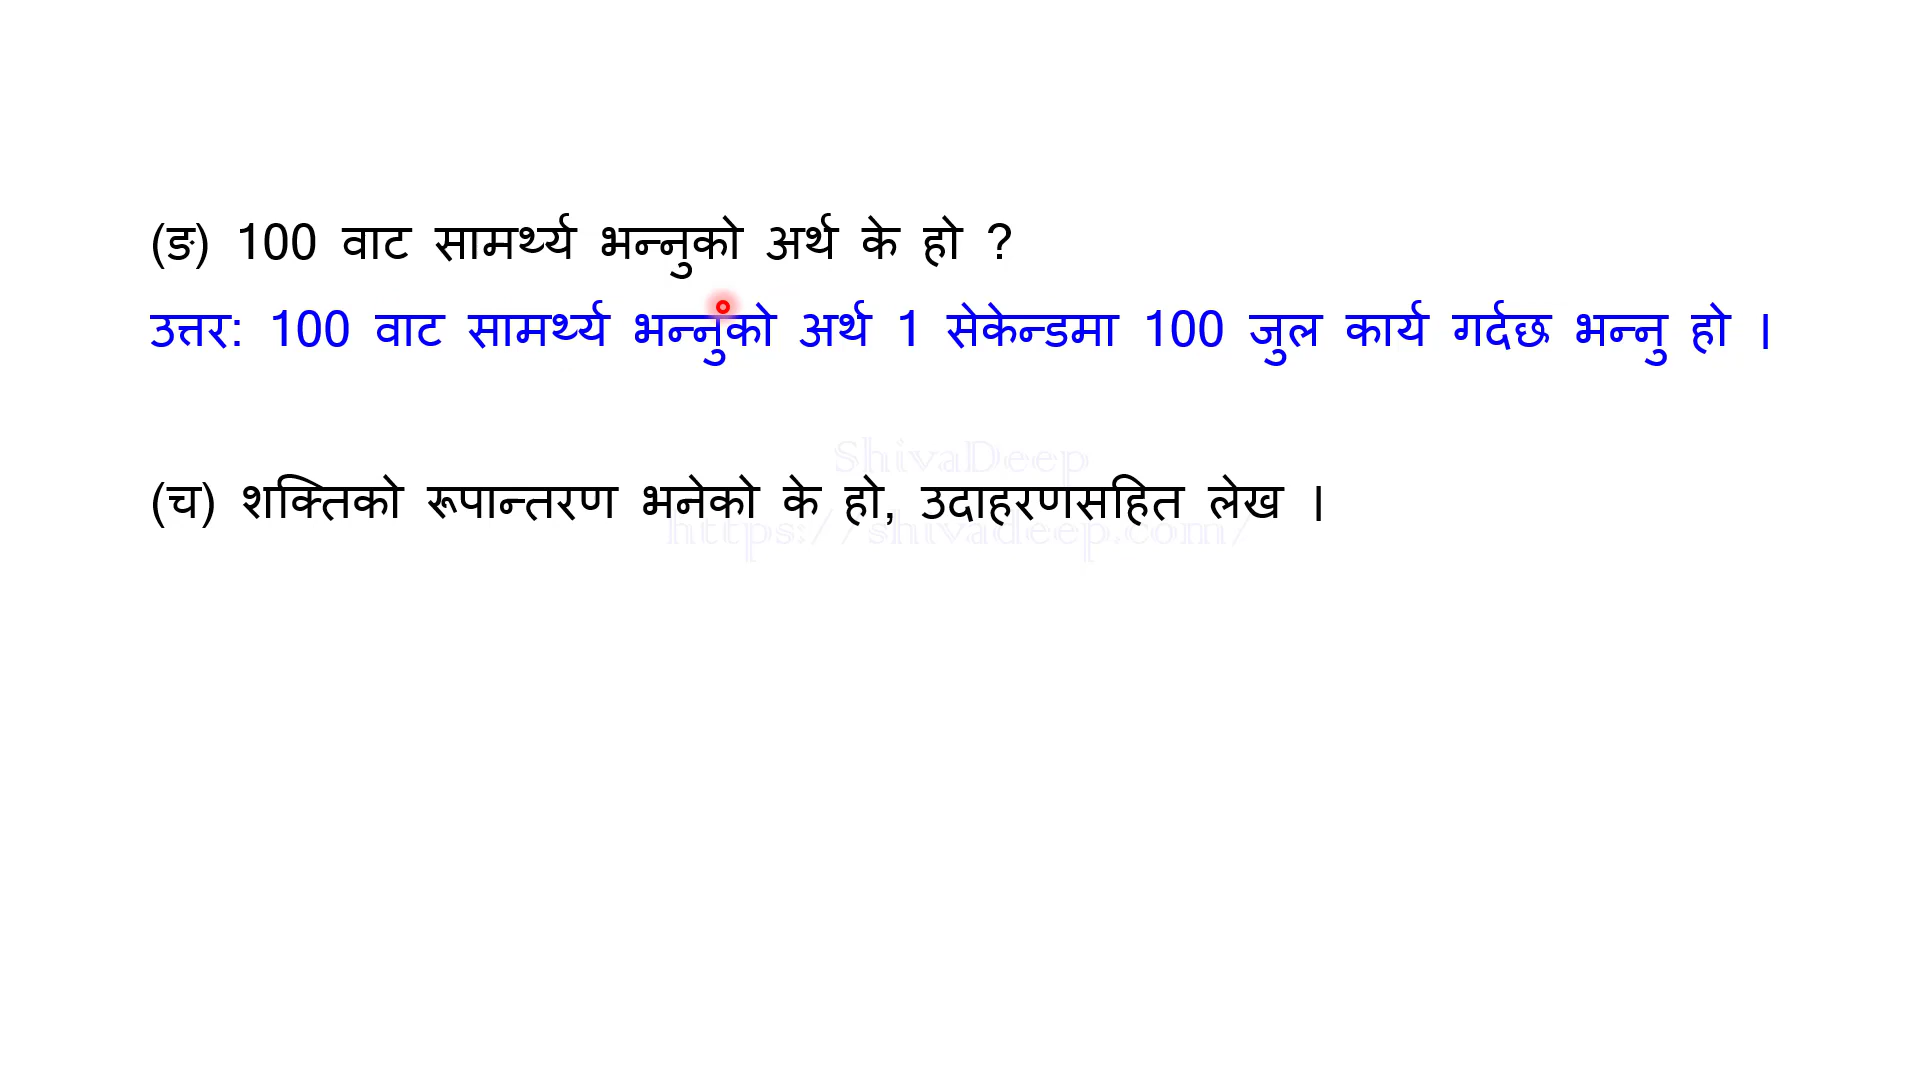 (ङ) 100 वाट सामर्थ्य भन्नुको अर्थ के हो ?
उत्तर: 100 वाट सामर्थ्य भन्नुको अर्थ 1 सेकेन्डमा 100 जुल कार्य गर्दछ भन्नु हो ।
ShivaDeep
(च) शक्तिको रूपान्तरण भनेको के हो, उदाहरणसहित लेख ।
https://shivadeep.com/